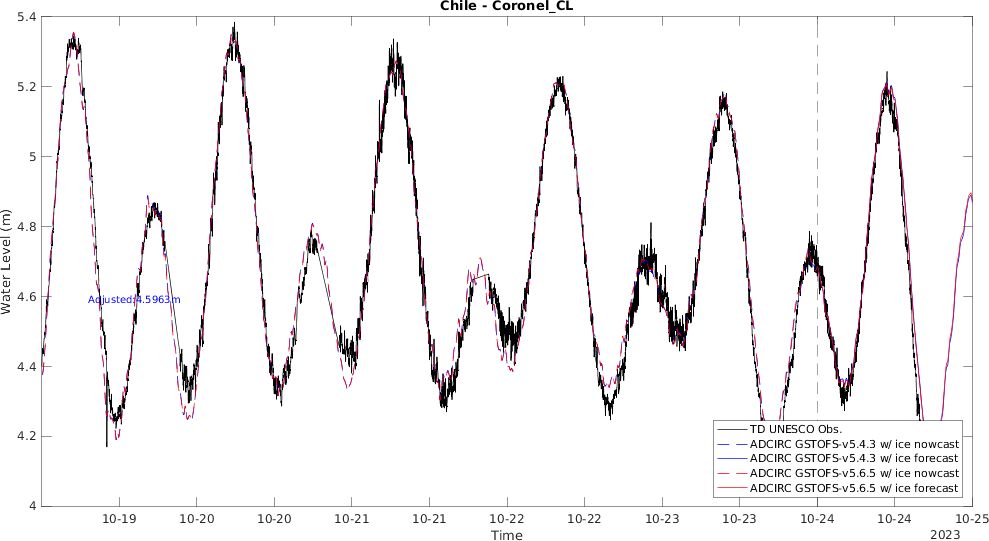 Chile - Coronel_CL
5.4
5.2
5
4.8
4.6
4.4
4.2
4
Water Level (m)
Adjusted:4.5963m
TD UNESCO Obs.
ADCIRC GSTOFS-v5.4.3 w/ ice nowcast
ADCIRC GSTOFS-v5.4.3 w/ ice forecast
ADCIRC GSTOFS-v5.6.5 w/ ice nowcast
ADCIRC GSTOFS-v5.6.5 w/ ice forecast
10-19 10-20 10-20 10-21 10-21 10-22 10-22 10-23 10-23 10-24 10-24 10-25
Time
2023